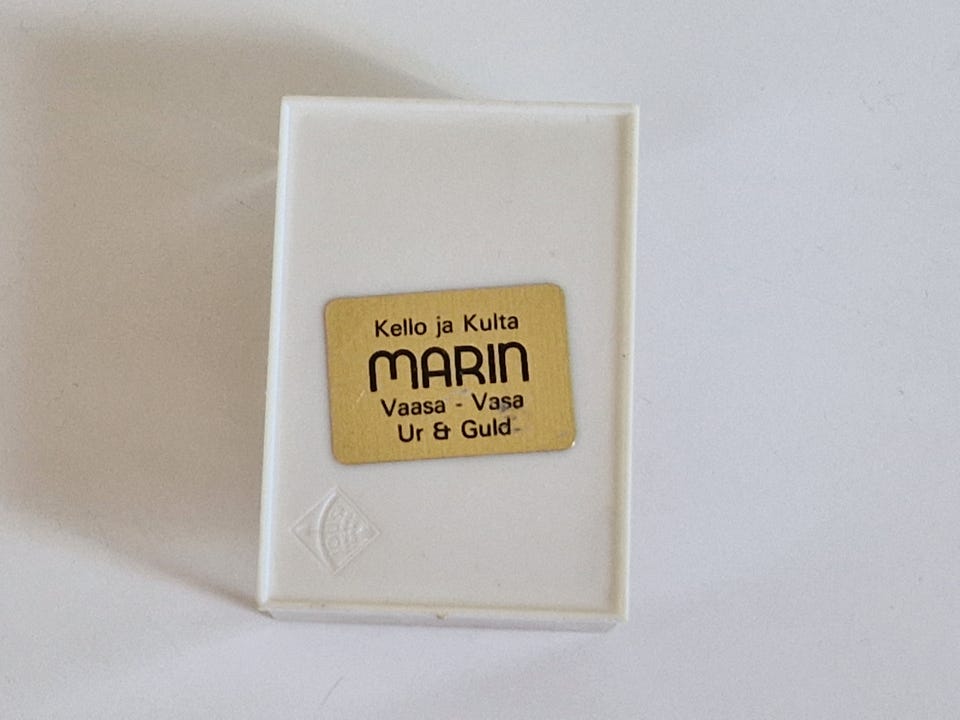 Kello ja Kulta
MARIN
Vaasa - Vasa
Ur & Guld